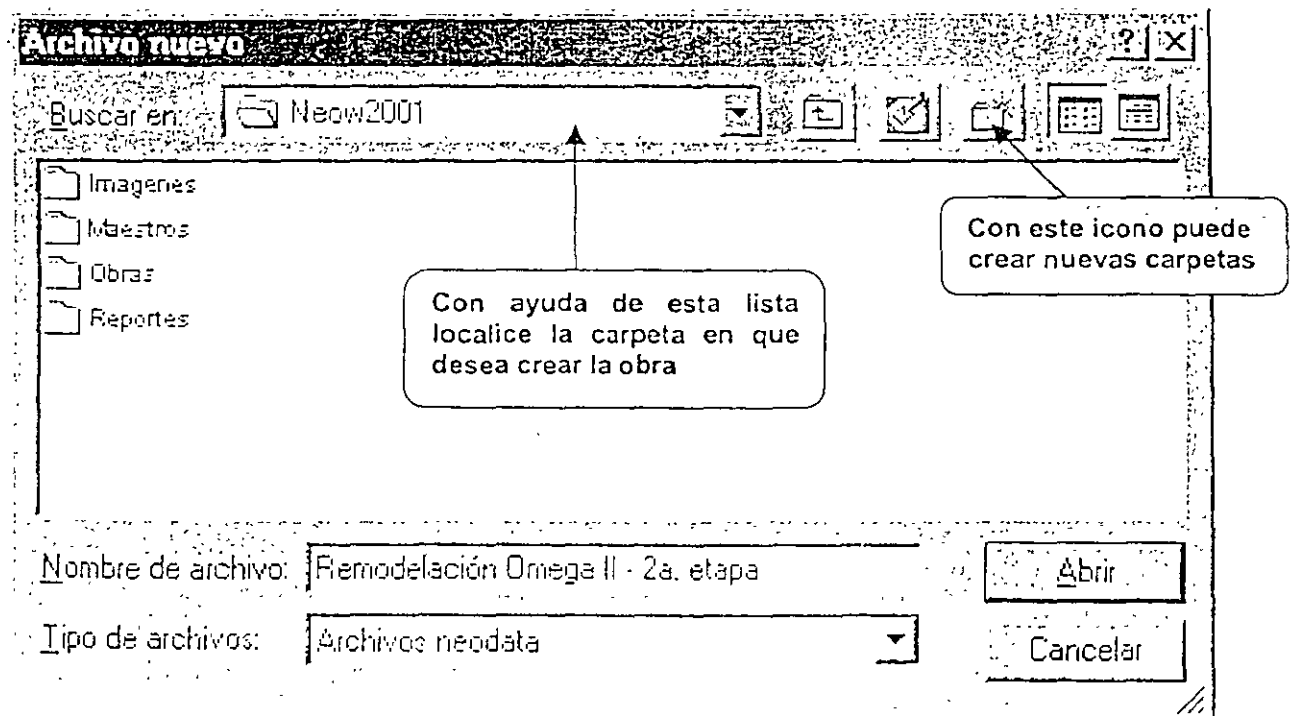 Archivo nuevo ? X
Buscar en: Neow2001
Imagenes
Maestros
Obras
Reportes
Con este icono puede
crear nuevas carpetas
Con ayuda de esta lista
localice la carpeta en que
desea crear la obra
Nombre de archivo: Remodelación Omega II - 2a. etapa
Abrir
Tipo de archivos: Archivos neodata
Cancelar